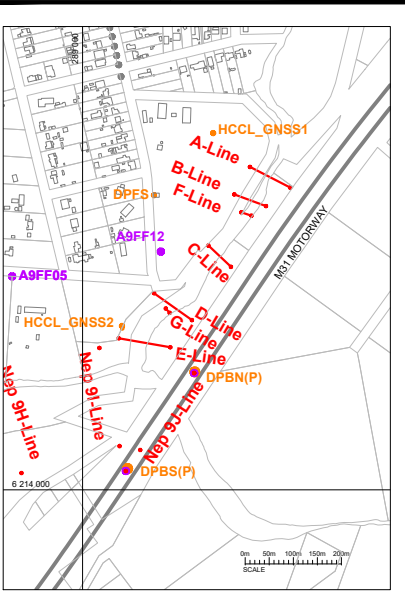 289 000
HCCL_GNSS1
A-Line
B-Line
F-Line
DPFS
M31 MOTORWAY
A9FF12
C-Line
A9FF05
D-Line
G-Line
HCCL_GNSS2
E-Line
Nep 9H-Line
Nep 9I-Line
Nep 9J-Line
DPBN(P)
DPBS(P)
6 214 000
0m 50m 100m 150m 200m
SCALE